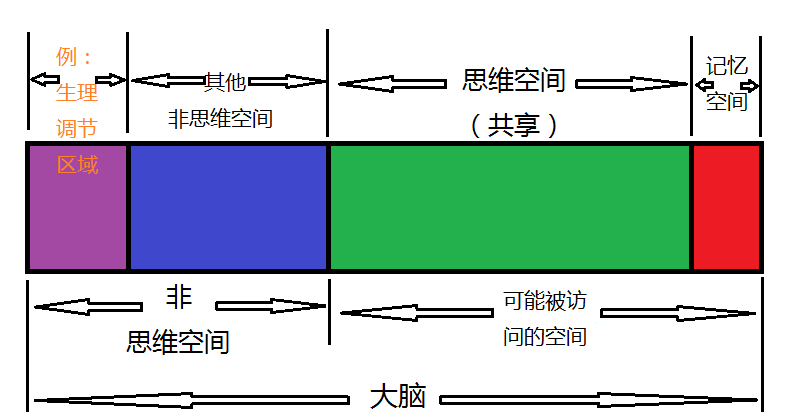 例：
生理
调节
区域
其他
非思维空间
思维空间
（共享）
记忆
空间
非
思维空间
可能被访
问的空间
大脑